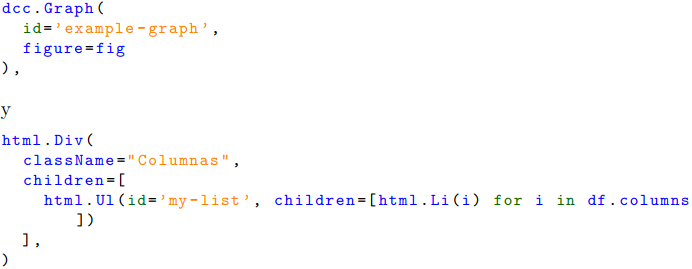 dcc.Graph(
  id='example-graph',
  figure=fig
),
y
html.Div(
  className="Columnas",
  children=[
    html.Ul(id='my-list', children=[html.Li(i) for i in df.columns
       ])
  ],
)